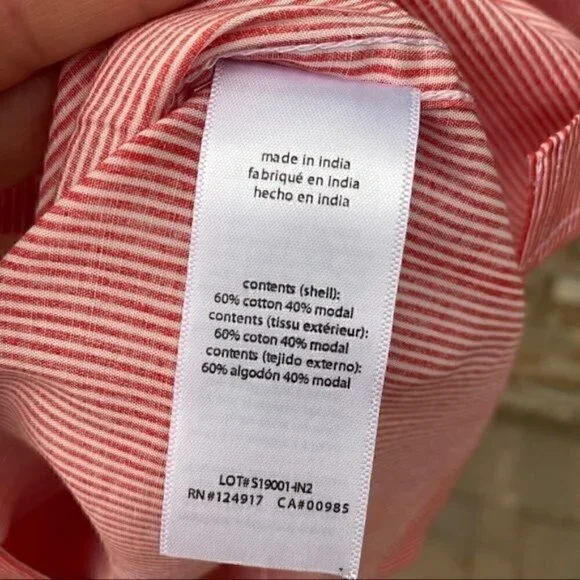 made in india
fabriqué en india
hecho en india
contents (shell):
60% cotton 40% modal
contents (tissu extérieur):
60% coton 40% modal
contents (tejido externo):
60% algodón 40% modal
LOT# S19001-IN2
RN #124917 CA#00985